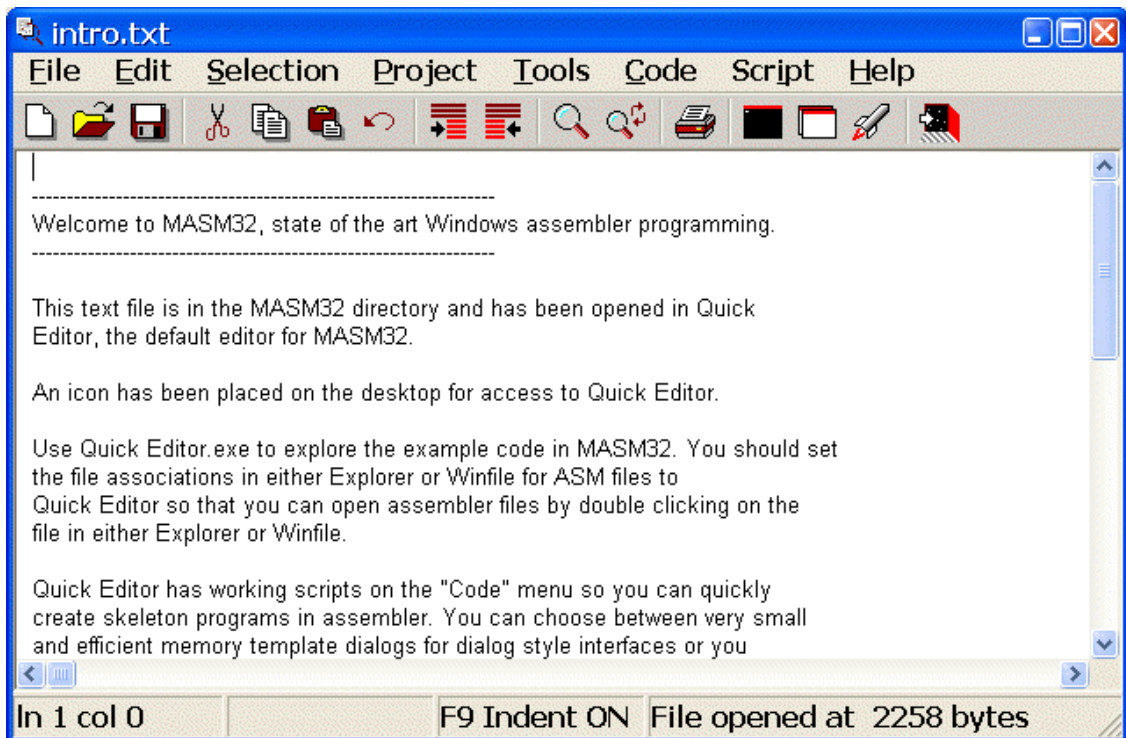 intro.txt
File Edit Selection Project Tools Code Script Help
------------------------------------------------------------------
Welcome to MASM32, state of the art Windows assembler programming.
------------------------------------------------------------------
This text file is in the MASM32 directory and has been opened in Quick
Editor, the default editor for MASM32.
An icon has been placed on the desktop for access to Quick Editor.
Use Quick Editor.exe to explore the example code in MASM32. You should set
the file associations in either Explorer or Winfile for ASM files to
Quick Editor so that you can open assembler files by double clicking on the
file in either Explorer or Winfile.
Quick Editor has working scripts on the "Code" menu so you can quickly
create skeleton programs in assembler. You can choose between very small
and efficient memory template dialogs for dialog style interfaces or you
ln 1 col 0 F9 Indent ON File opened at 2258 bytes